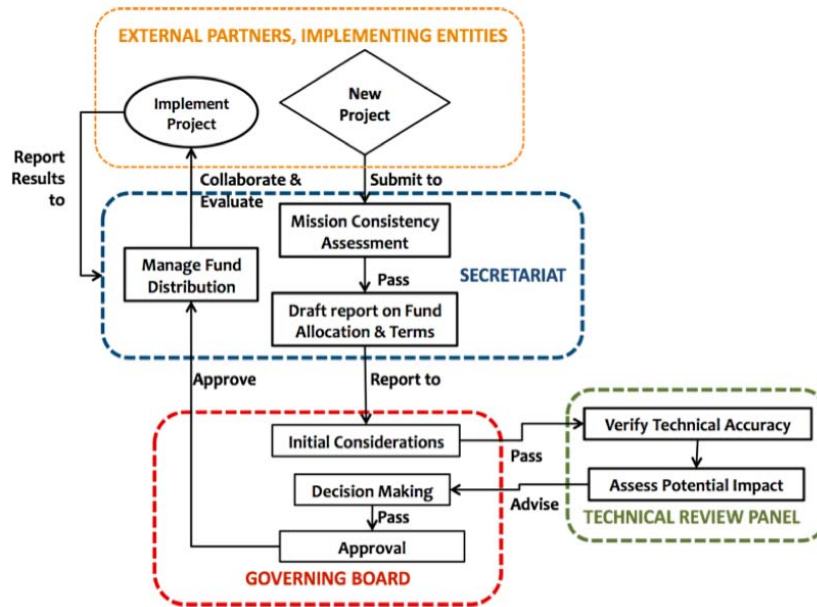 EXTERNAL PARTNERS, IMPLEMENTING ENTITIES
Implement
Project
New
Project
Report
Results
to
Collaborate &
Evaluate
Submit to
Mission Consistency
Assessment
Manage Fund
Distribution
SECRETARIAT
Pass
Draft report on Fund
Allocation & Terms
Approve
Report to
Initial Considerations
Pass
Verify Technical Accuracy
Decision Making
Advise
Assess Potential Impact
Pass
TECHNICAL REVIEW PANEL
Approval
GOVERNING BOARD